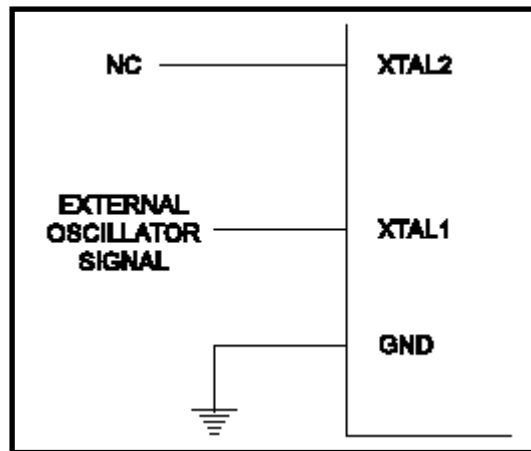 NC
XTAL2
EXTERNAL
OSCILLATOR
SIGNAL
XTAL1
GND